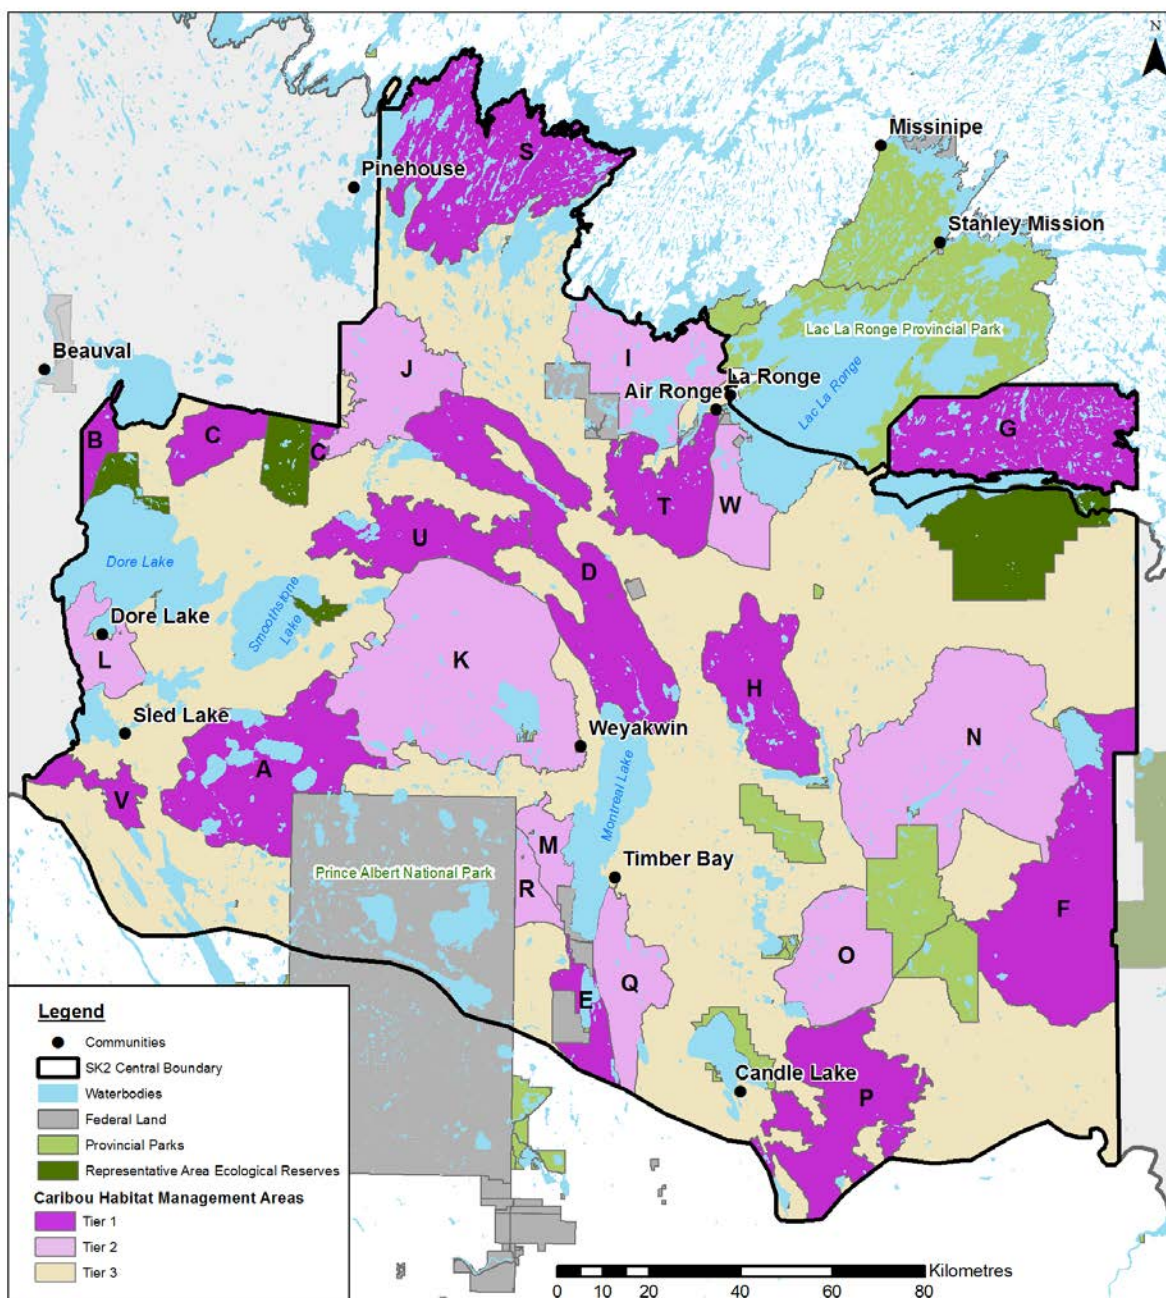 N
Missinipe
S
Pinehouse
Stanley Mission
Lac La Ronge Provincial Park
Beauval
J
I
La Ronge
Air Ronge
Lac La Ronge
B
C
C
G
T
W
U
Dore Lake
D
Smoothstone
Lake
Dore Lake
L
K
H
Sled Lake
Weyakwin
N
A
V
Montreal Lake
M
Timber Bay
Prince Albert National Park
R
F
O
E
Q
Candle Lake
P
Legend
Communities
SK2 Central Boundary
Waterbodies
Federal Land
Provincial Parks
Representative Area Ecological Reserves
Caribou Habitat Management Areas
Tier 1
Tier 2
Tier 3
Kilometres
0 10 20 40 60 80